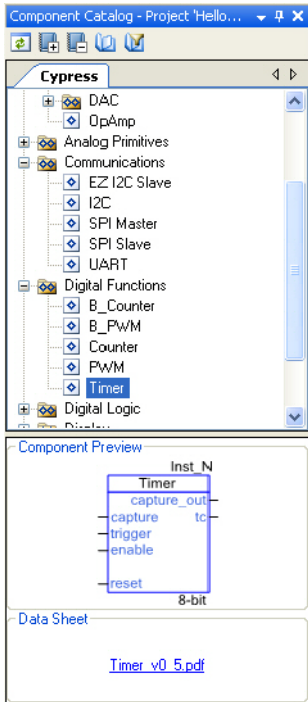 Component Catalog - Project 'Hello...
Cypress
DAC
OpAmp
Analog Primitives
Communications
EZ I2C Slave
I2C
SPI Master
SPI Slave
UART
Digital Functions
B_Counter
B_PWM
Counter
PWM
Timer
Digital Logic
Display
Component Preview
Inst_N
Timer
capture_out
capture tc
trigger
enable
reset
8-bit
Data Sheet
Timer_v0_5.pdf